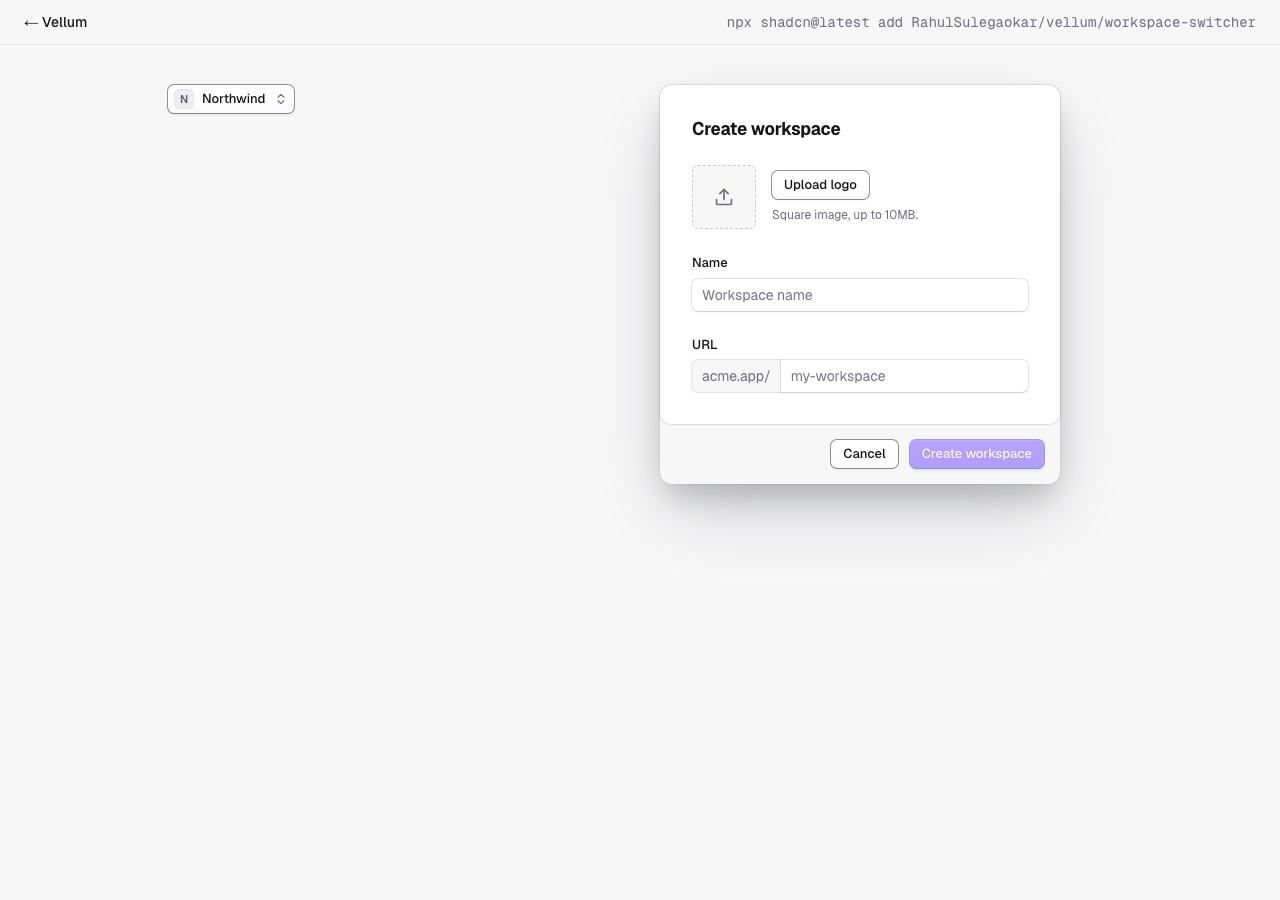 ← Vellum
npx shadcn@latest add RahulSulegaokar/vellum/workspace-switcher
N Northwind
Create workspace
Upload logo
Square image, up to 10MB.
Name
Workspace name
URL
acme.app/ my-workspace
Cancel Create workspace